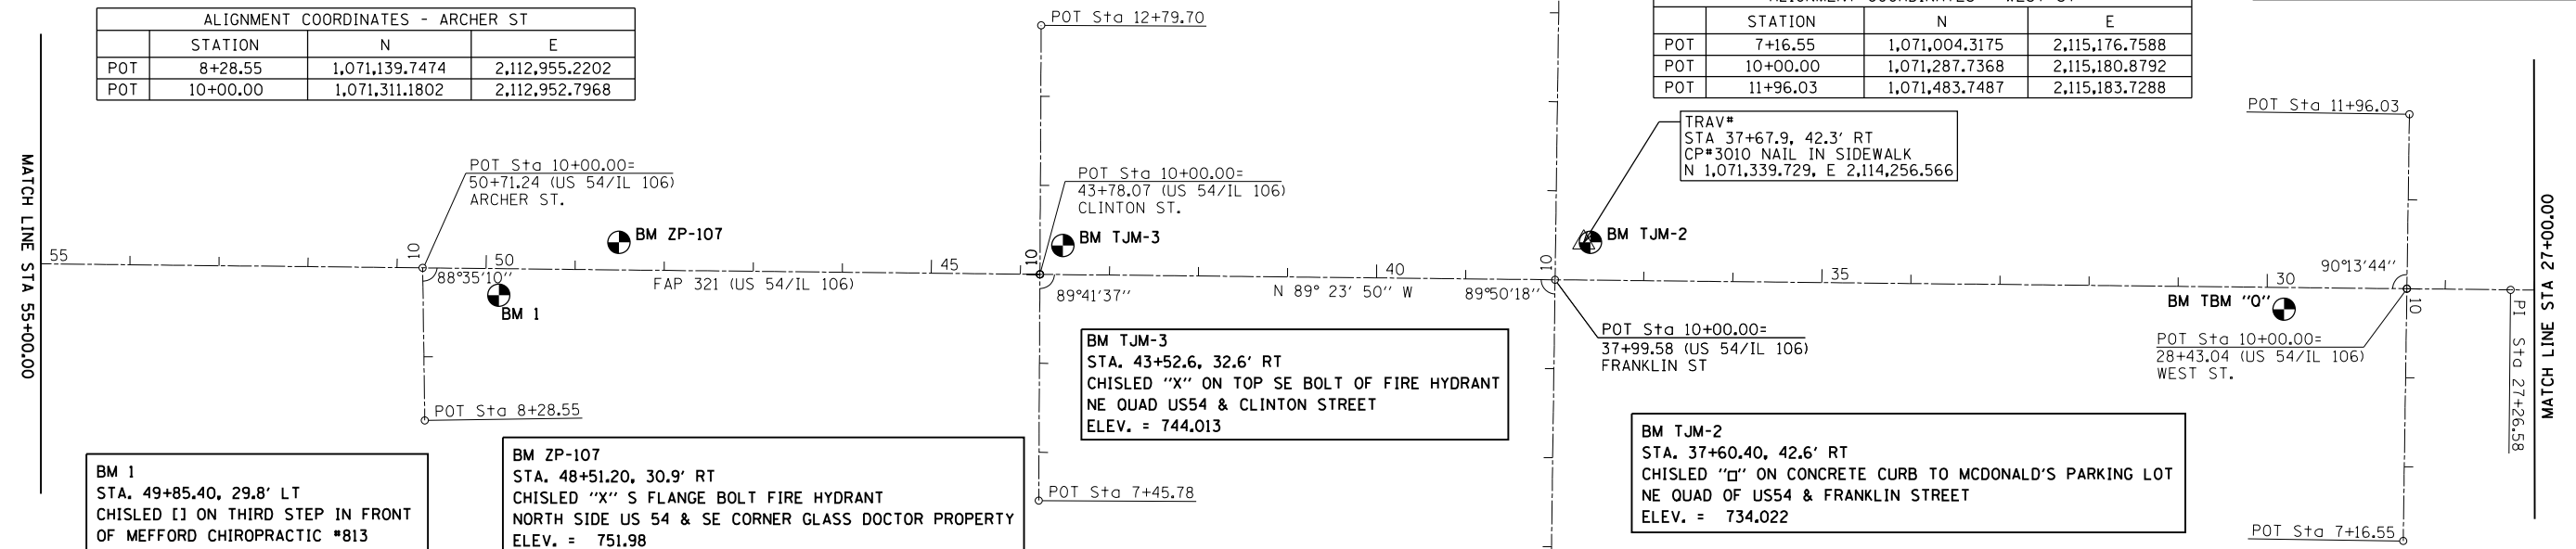 ALIGNMENT COORDINATES - ARCHER ST
STATION N E
POT 8+28.55 1,071,139.7474 2,112,955.2202
POT 10+00.00 1,071,311.1802 2,112,952.7968
STATION N E
POT 7+16.55 1,071,004.3175 2,115,176.7588
POT 10+00.00 1,071,287.7368 2,115,180.8792
POT 11+96.03 1,071,483.7487 2,115,183.7288
POT Sta 12+79.70
POT Sta 11+96.03
TRAV#
STA 37+67.9, 42.3' RT
CP#3010 NAIL IN SIDEWALK
N 1,071,339.729, E 2,114,256.566
MATCH LINE STA 55+00.00
POT Sta 10+00.00=
50+71.24 (US 54/IL 106)
ARCHER ST.
POT Sta 10+00.00=
43+78.07 (US 54/IL 106)
CLINTON ST.
BM ZP-107
BM TJM-3
BM TJM-2
55
10
50
45
10
40
10
35
30
10
88°35'10''
BM 1
FAP 321 (US 54/IL 106)
89°41'37''
N 89° 23' 50'' W
89°50'18''
90°13'44''
BM TBM "Q"
POT Sta 10+00.00=
37+99.58 (US 54/IL 106)
FRANKLIN ST
POT Sta 10+00.00=
28+43.04 (US 54/IL 106)
WEST ST.
PI Sta 27+26.58
MATCH LINE STA 27+00.00
POT Sta 8+28.55
POT Sta 7+45.78
POT Sta 7+16.55
BM TJM-3
STA. 43+52.6, 32.6' RT
CHISLED "X" ON TOP SE BOLT OF FIRE HYDRANT
NE QUAD US54 & CLINTON STREET
ELEV. = 744.013
BM TJM-2
STA. 37+60.40, 42.6' RT
CHISLED "□" ON CONCRETE CURB TO MCDONALD'S PARKING LOT
NE QUAD OF US54 & FRANKLIN STREET
ELEV. = 734.022
BM 1
STA. 49+85.40, 29.8' LT
CHISLED [] ON THIRD STEP IN FRONT
OF MEFFORD CHIROPRACTIC #813
BM ZP-107
STA. 48+51.20, 30.9' RT
CHISLED "X" S FLANGE BOLT FIRE HYDRANT
NORTH SIDE US 54 & SE CORNER GLASS DOCTOR PROPERTY
ELEV. = 751.98